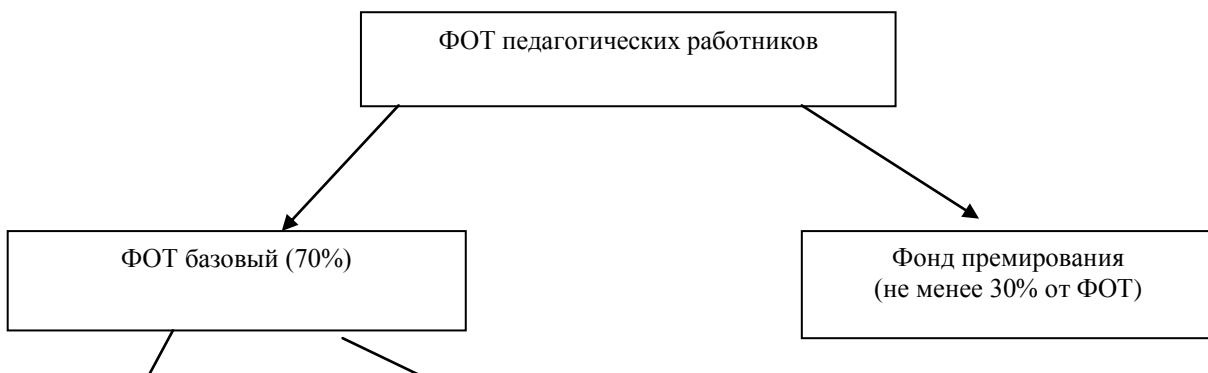 ФОТ педагогических работников
ФОТ базовый (70%)
Фонд премирования
(не менее 30% от ФОТ)